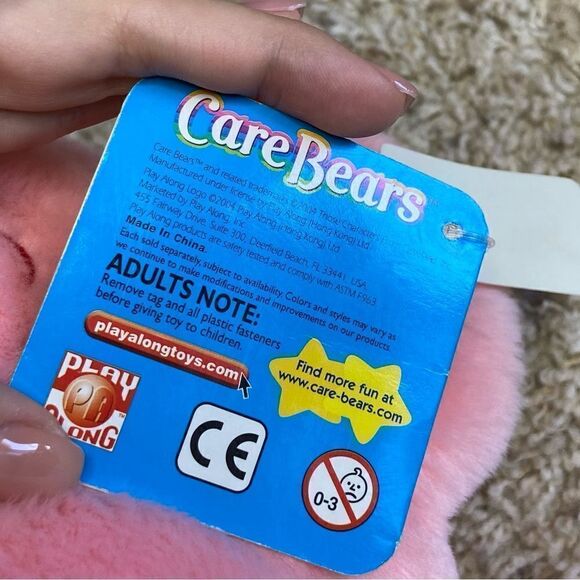 Care Bears™
Care Bears™ and related trademarks ©2004 Those Characters From Cleveland, Inc.
Manufactured under license by Play Along (Hong Kong) Ltd.
Play Along Logo ©2004 Play Along (Hong Kong) Ltd.
Marketed by Play Along, Inc.
455 Fairway Drive, Suite 300, Deerfield Beach, FL 33441 USA
Play Along products are safety tested and comply with ASTM F963
Made In China.
Each sold separately, subject to availability. Colors and styles may vary as
we continue to make modifications and improvements on our products.
ADULTS NOTE:
Remove tag and all plastic fasteners
before giving toy to children.
playalongtoys.com
Find more fun at
www.care-bears.com
PLAY
PA
ALONG™
CE
0-3